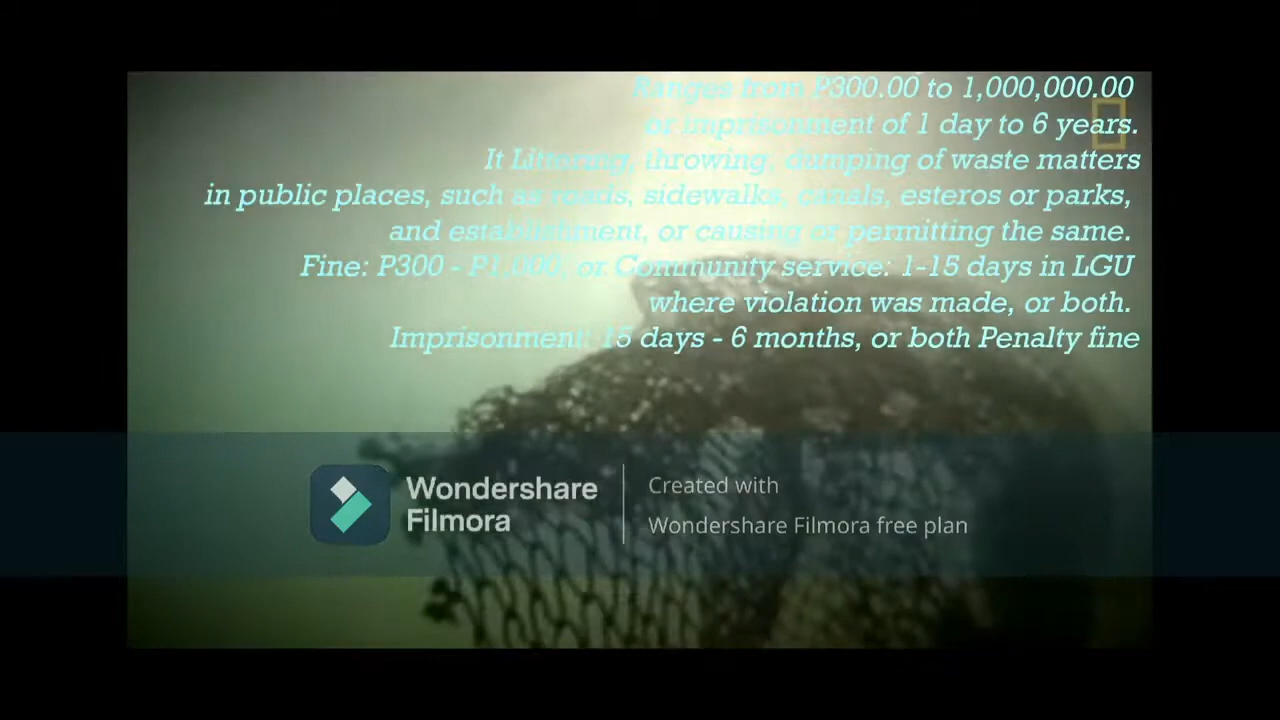 Ranges from P300.00 to 1,000,000.00
or imprisonment of 1 day to 6 years.
It Littering, throwing, dumping of waste matters
in public places, such as roads, sidewalks, canals, esteros or parks,
and establishment, or causing or permitting the same.
Fine: P300 - P1,000, or Community service: 1-15 days in LGU
where violation was made, or both.
Imprisonment: 15 days - 6 months, or both Penalty fine
Wondershare
Filmora
Created with
Wondershare Filmora free plan